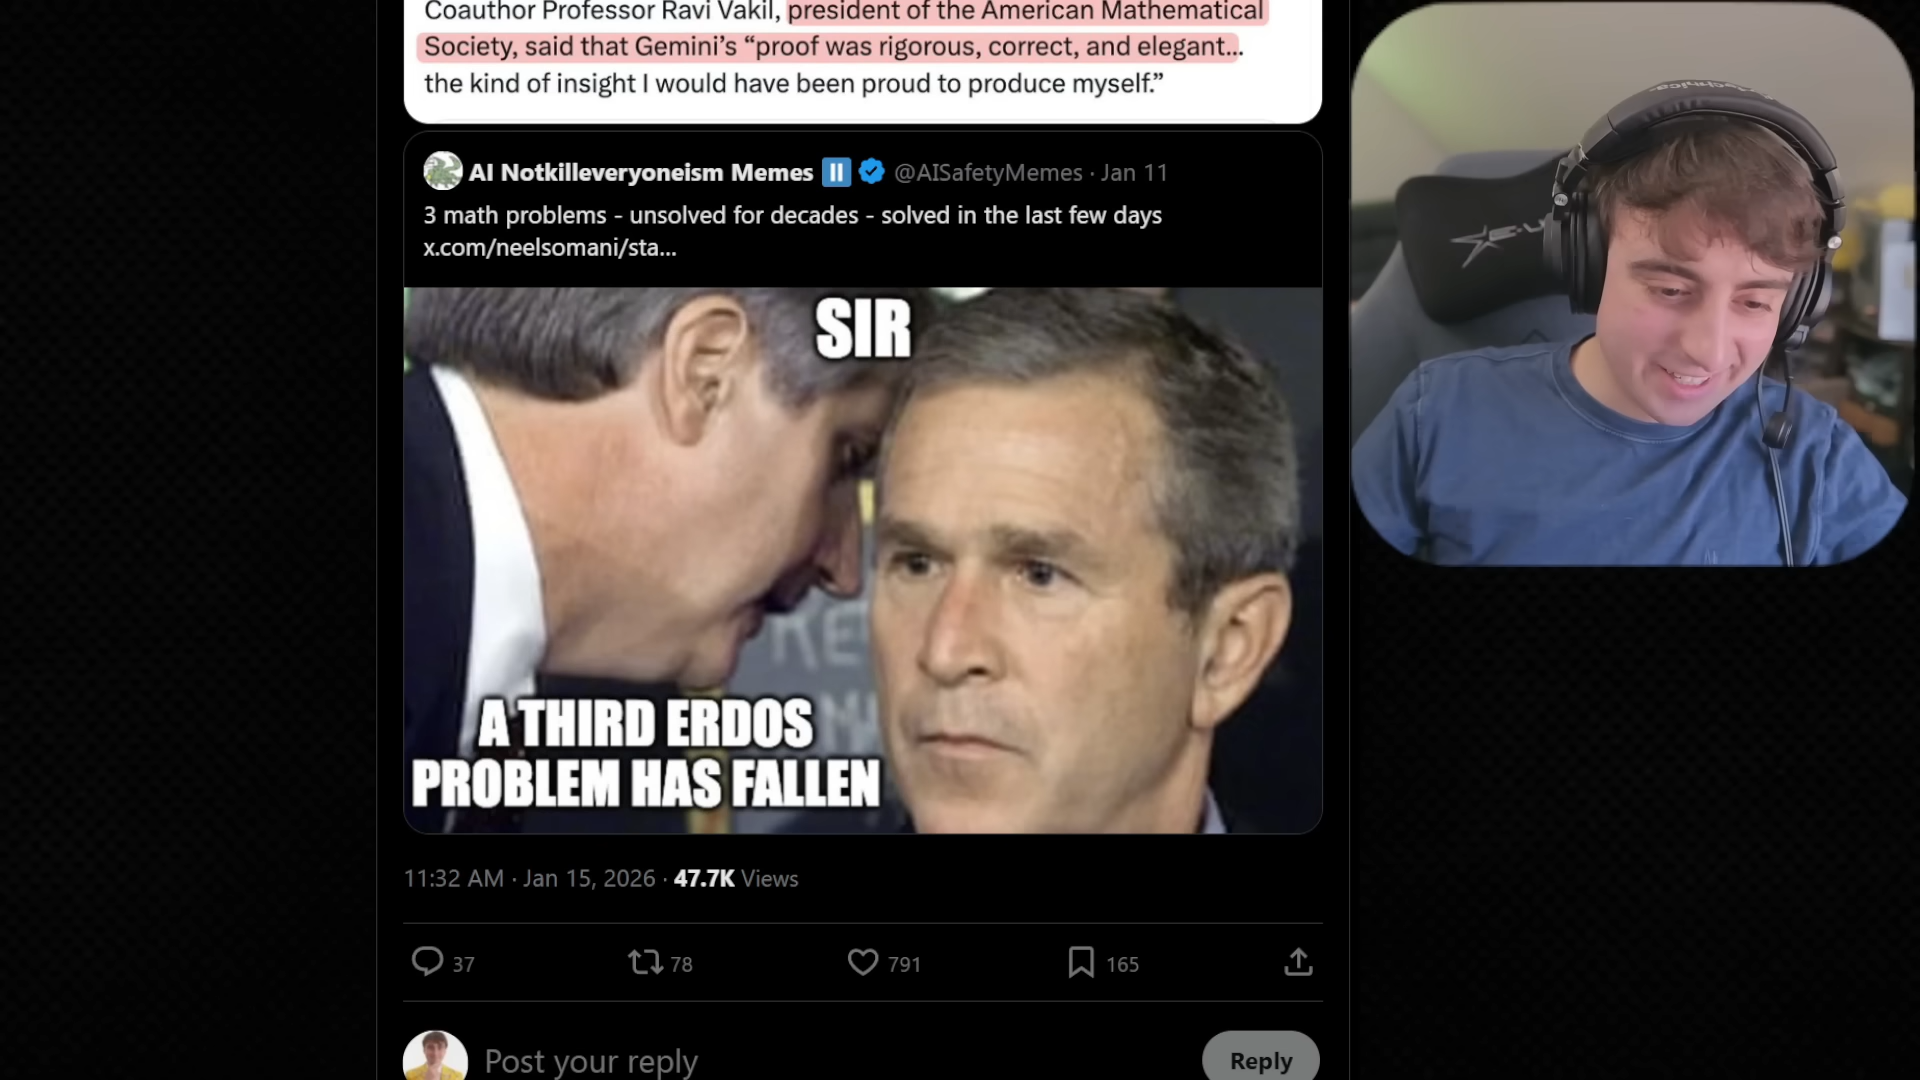 Coauthor Professor Ravi Vakil, president of the American Mathematical
Society, said that Gemini’s “proof was rigorous, correct, and elegant...
the kind of insight I would have been proud to produce myself.”
AI Notkilleveryoneism Memes ⏸️ @AISafetyMemes · Jan 11
3 math problems - unsolved for decades - solved in the last few days
x.com/neelsomani/sta...
SIR
A THIRD ERDOS
PROBLEM HAS FALLEN
11:32 AM · Jan 15, 2026 · 47.7K Views
37 78 791 165
Post your reply
Reply